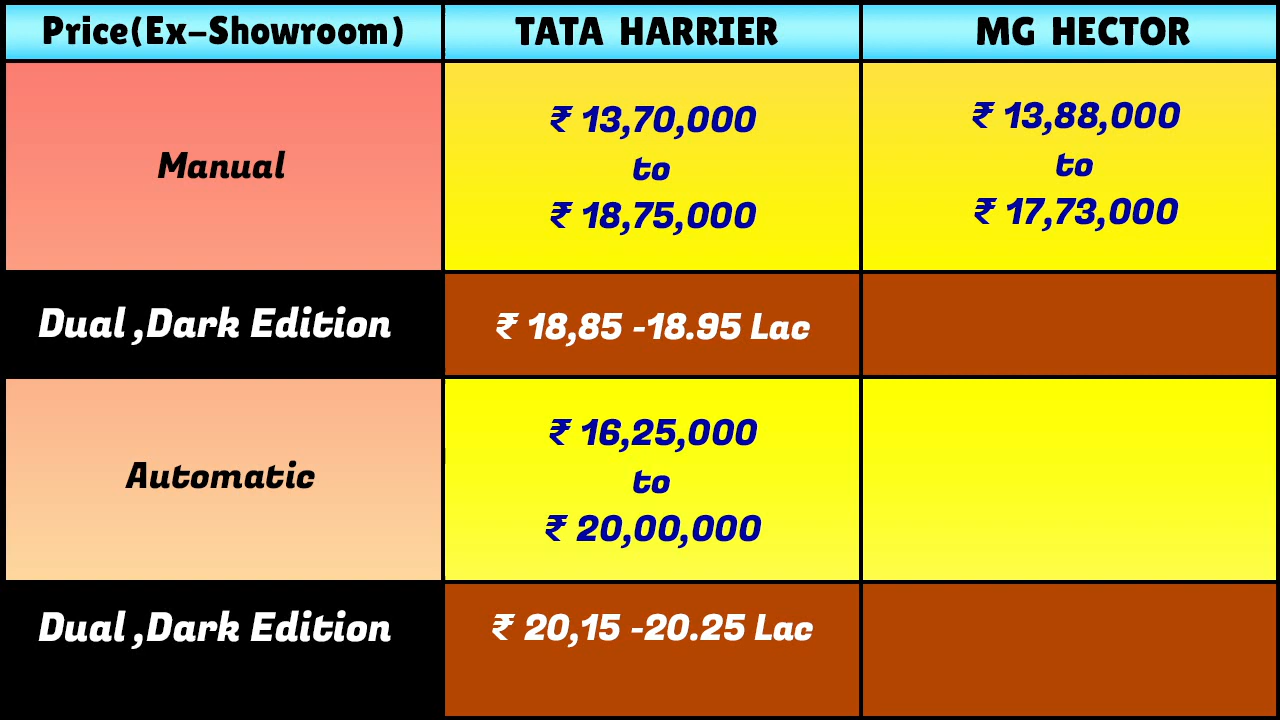 Price(Ex-Showroom) TATA HARRIER MG HECTOR
Manual
₹ 13,70,000
to
₹ 18,75,000
₹ 13,88,000
to
₹ 17,73,000
Dual ,Dark Edition ₹ 18,85 -18.95 Lac
Automatic
₹ 16,25,000
to
₹ 20,00,000
Dual ,Dark Edition ₹ 20,15 -20.25 Lac